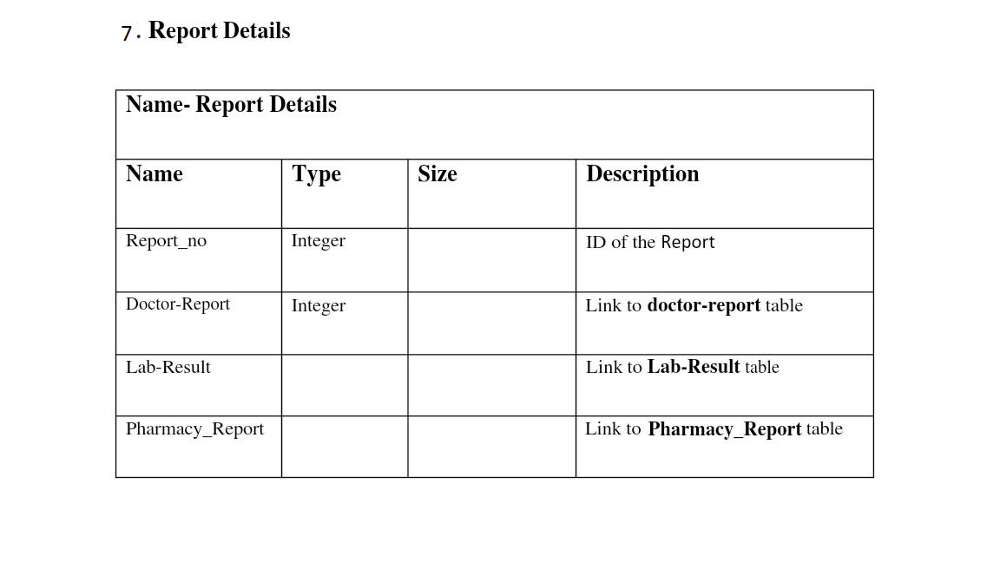 7. Report Details
Name- Report Details
Name Type Size Description
Report_no Integer ID of the Report
Doctor-Report Integer Link to doctor-report table
Lab-Result Link to Lab-Result table
Pharmacy_Report Link to Pharmacy_Report table